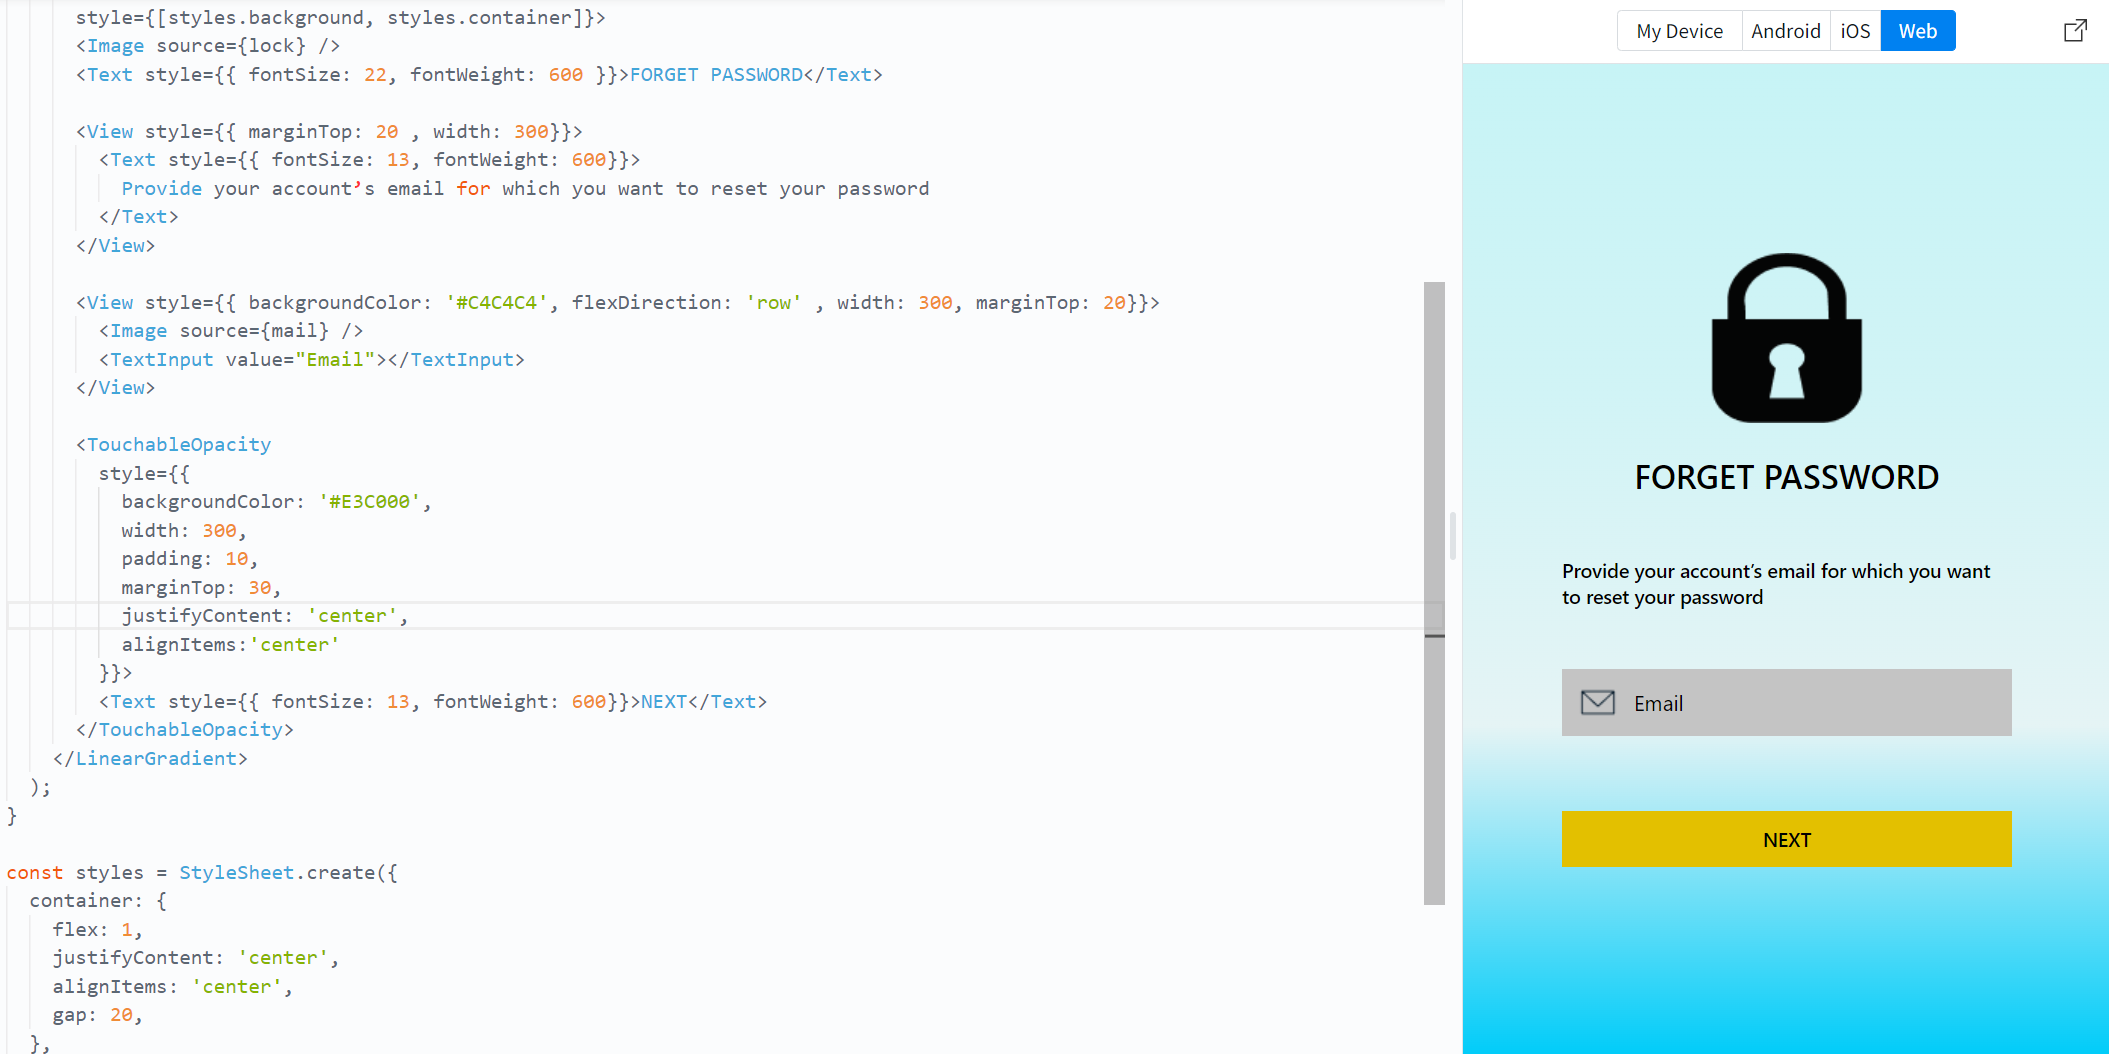 style={[styles.background, styles.container]}>
<Image source={lock} />
<Text style={{ fontSize: 22, fontWeight: 600 }}>FORGET PASSWORD</Text>
<View style={{ marginTop: 20 , width: 300}}>
<Text style={{ fontSize: 13, fontWeight: 600}}>
Provide your account’s email for which you want to reset your password
</Text>
</View>
<View style={{ backgroundColor: '#C4C4C4', flexDirection: 'row' , width: 300, marginTop: 20}}>
<Image source={mail} />
<TextInput value="Email"></TextInput>
</View>
<TouchableOpacity
style={{
backgroundColor: '#E3C000',
width: 300,
padding: 10,
marginTop: 30,
justifyContent: 'center',
alignItems:'center'
}}>
<Text style={{ fontSize: 13, fontWeight: 600}}>NEXT</Text>
</TouchableOpacity>
</LinearGradient>
);
}
const styles = StyleSheet.create({
container: {
flex: 1,
justifyContent: 'center',
alignItems: 'center',
gap: 20,
},
My Device Android iOS Web
FORGET PASSWORD
Provide your account’s email for which you want
to reset your password
Email
NEXT